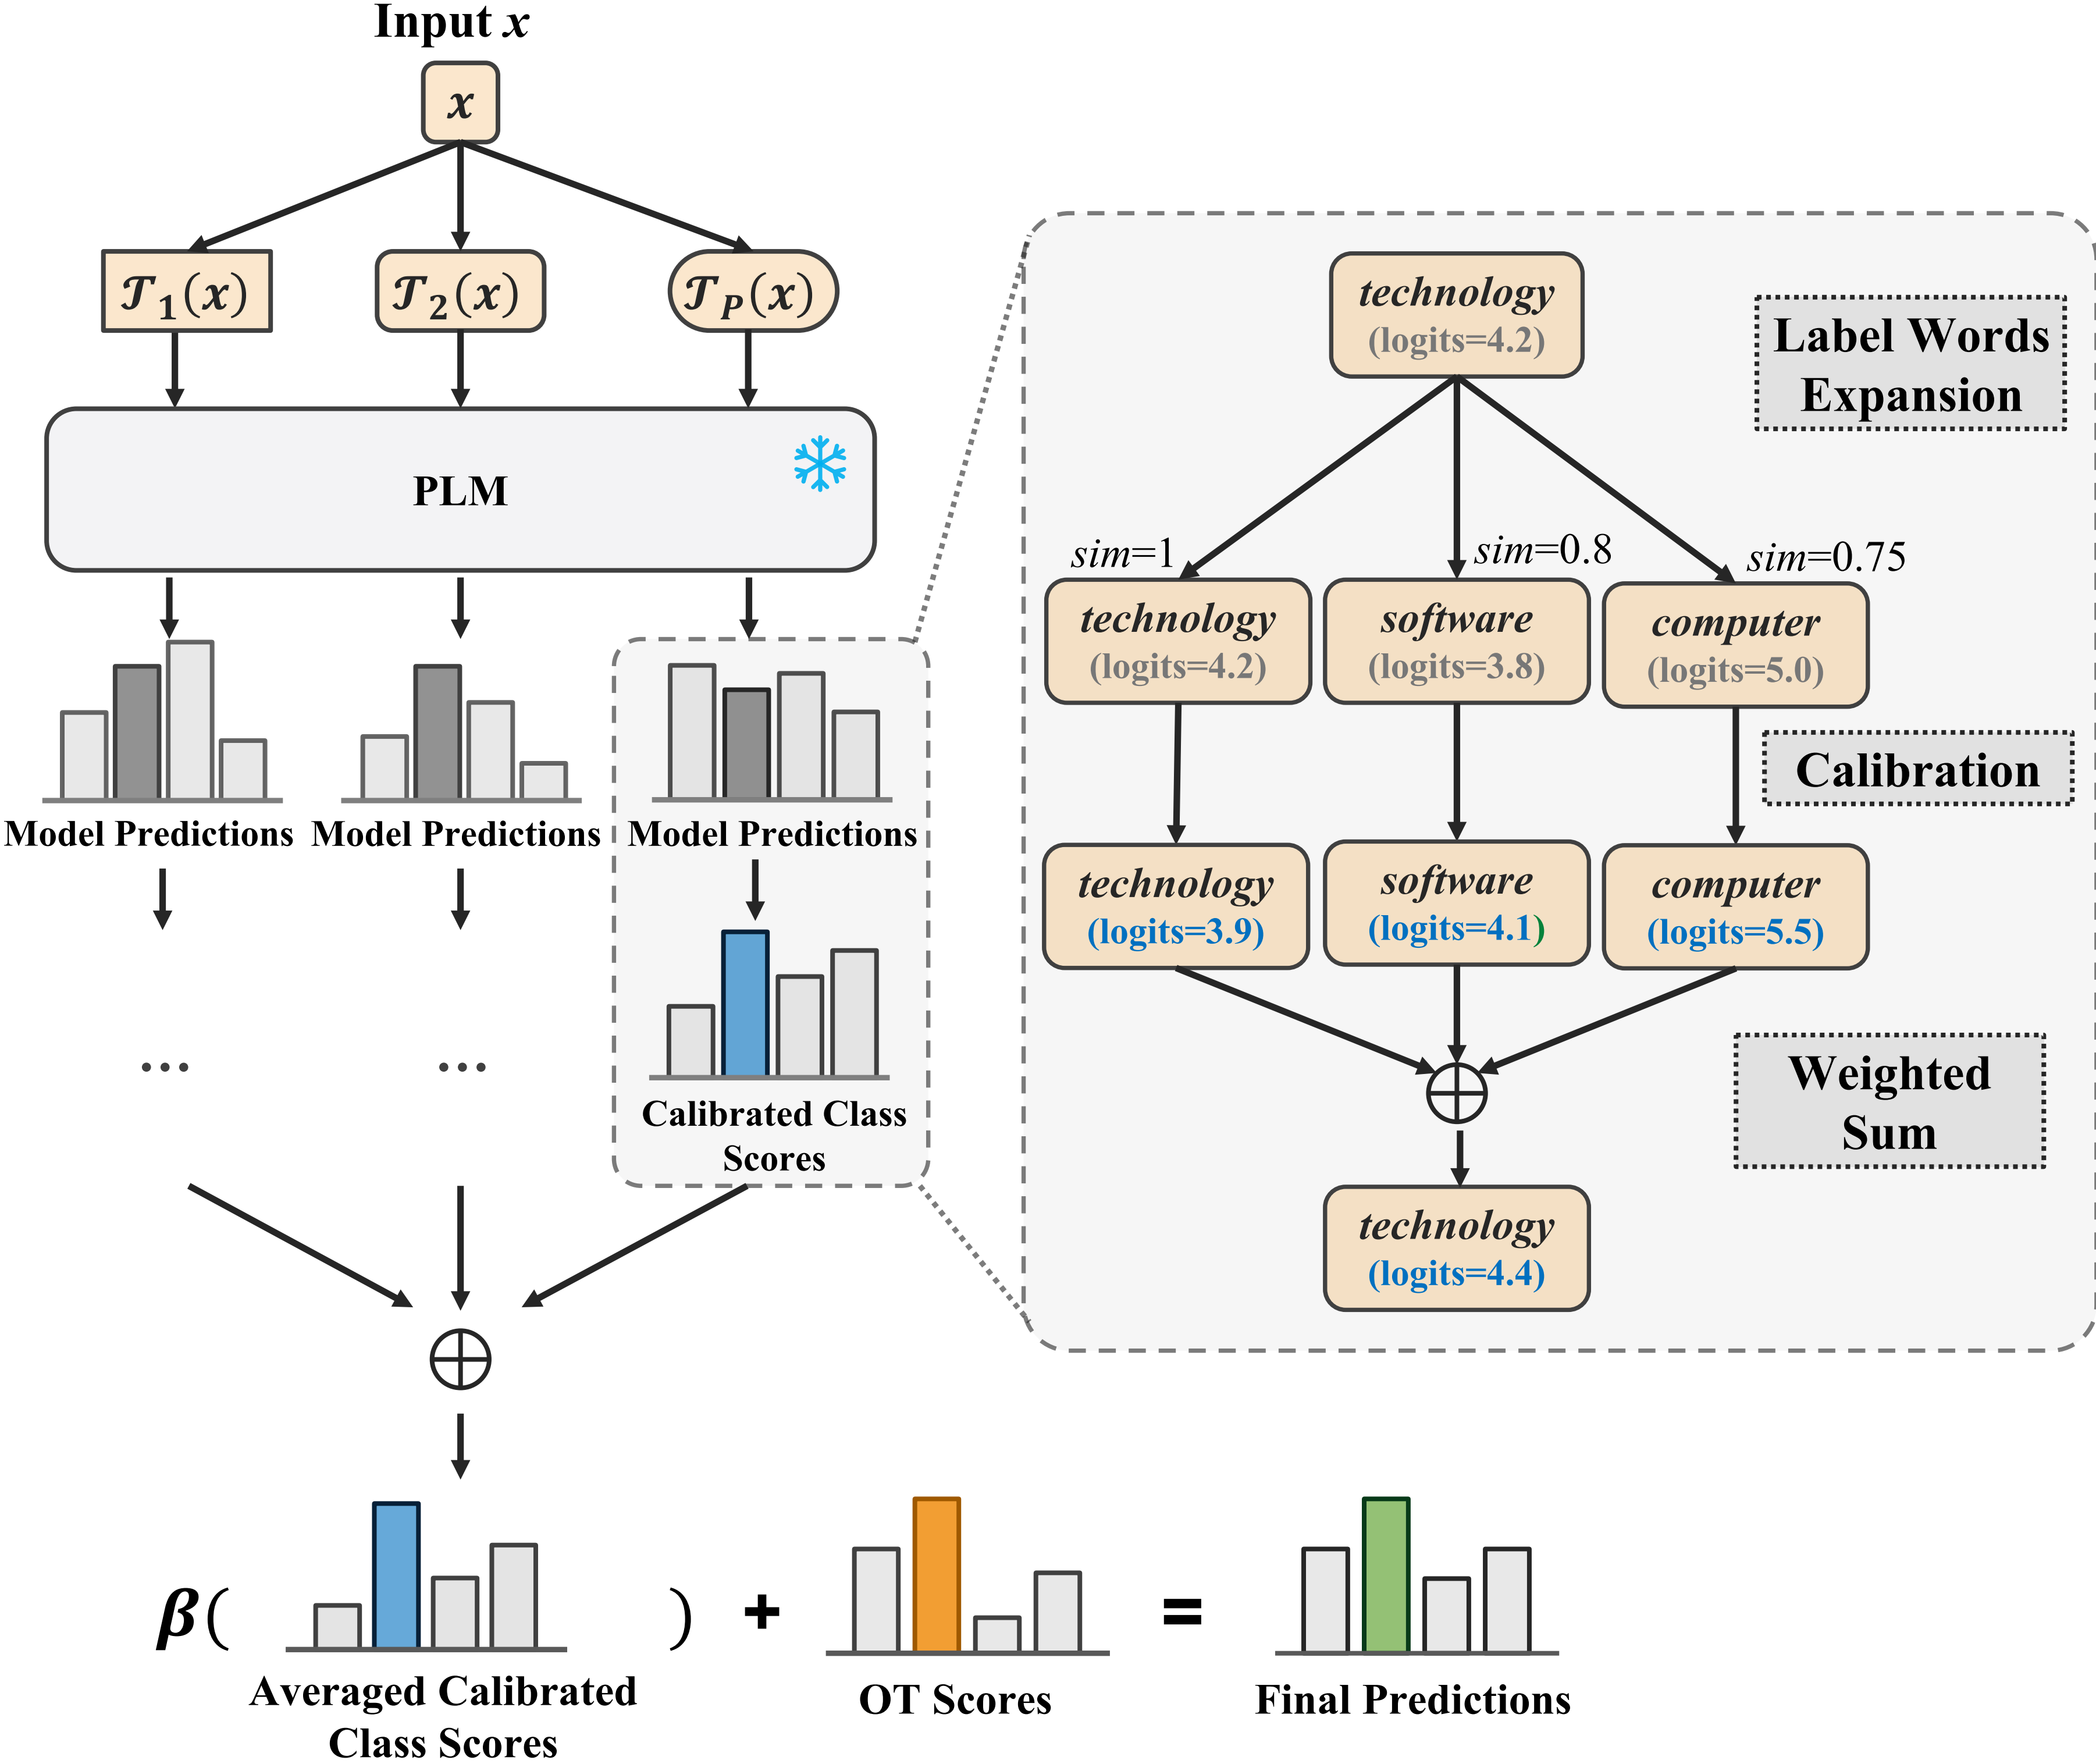 Input x
x
𝒯1(x)
𝒯2(x)
𝒯P(x)
PLM
Model Predictions
Model Predictions
Model Predictions
...
...
Calibrated Class
Scores
technology
(logits=4.2)
Label Words
Expansion
sim=1
sim=0.8
sim=0.75
technology
(logits=4.2)
software
(logits=3.8)
computer
(logits=5.0)
Calibration
technology
(logits=3.9)
software
(logits=4.1)
computer
(logits=5.5)
Weighted
Sum
technology
(logits=4.4)
β( ) + =
Averaged Calibrated
Class Scores
OT Scores
Final Predictions